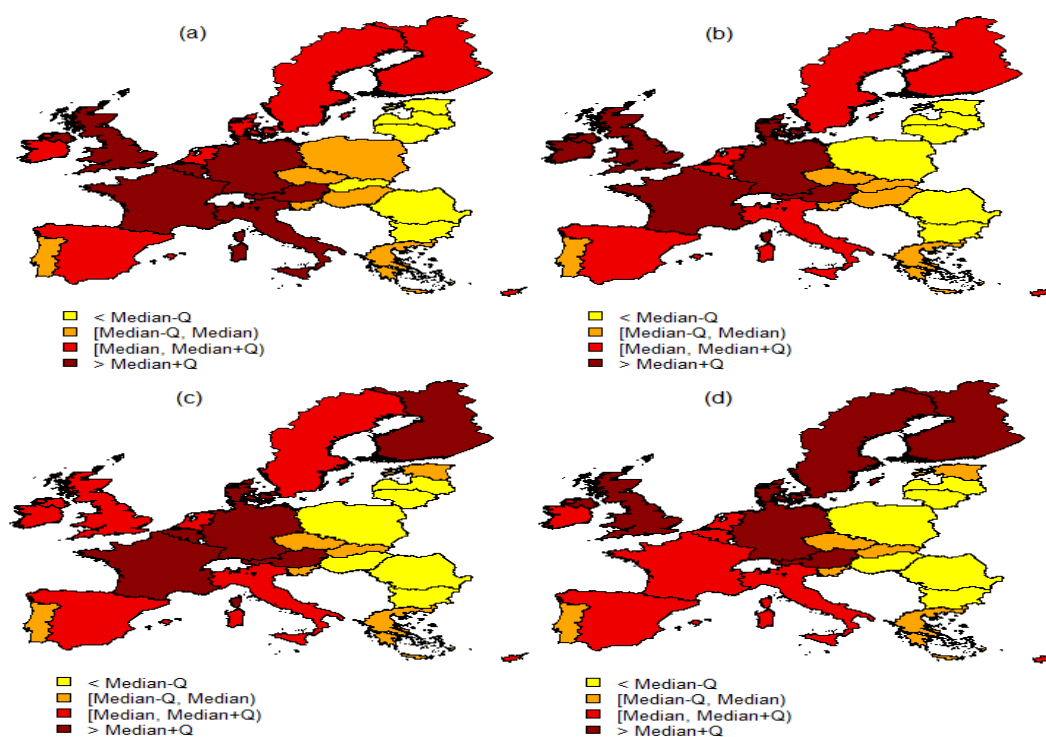 (a)
(b)
< Median-Q
[Median-Q, Median)
[Median, Median+Q)
> Median+Q
< Median-Q
[Median-Q, Median)
[Median, Median+Q)
> Median+Q
(c)
(d)
< Median-Q
[Median-Q, Median)
[Median, Median+Q)
> Median+Q
< Median-Q
[Median-Q, Median)
[Median, Median+Q)
> Median+Q